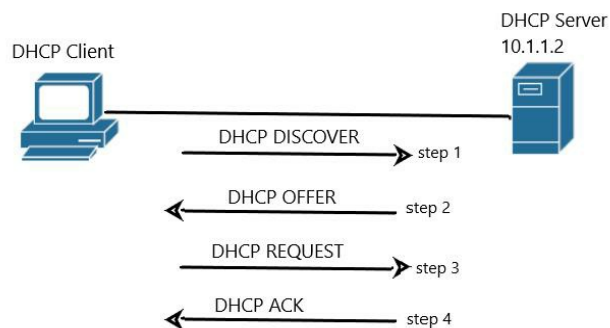 DHCP Server
10.1.1.2
DHCP Client
DHCP DISCOVER
step 1
DHCP OFFER
step 2
DHCP REQUEST
step 3
DHCP ACK
step 4